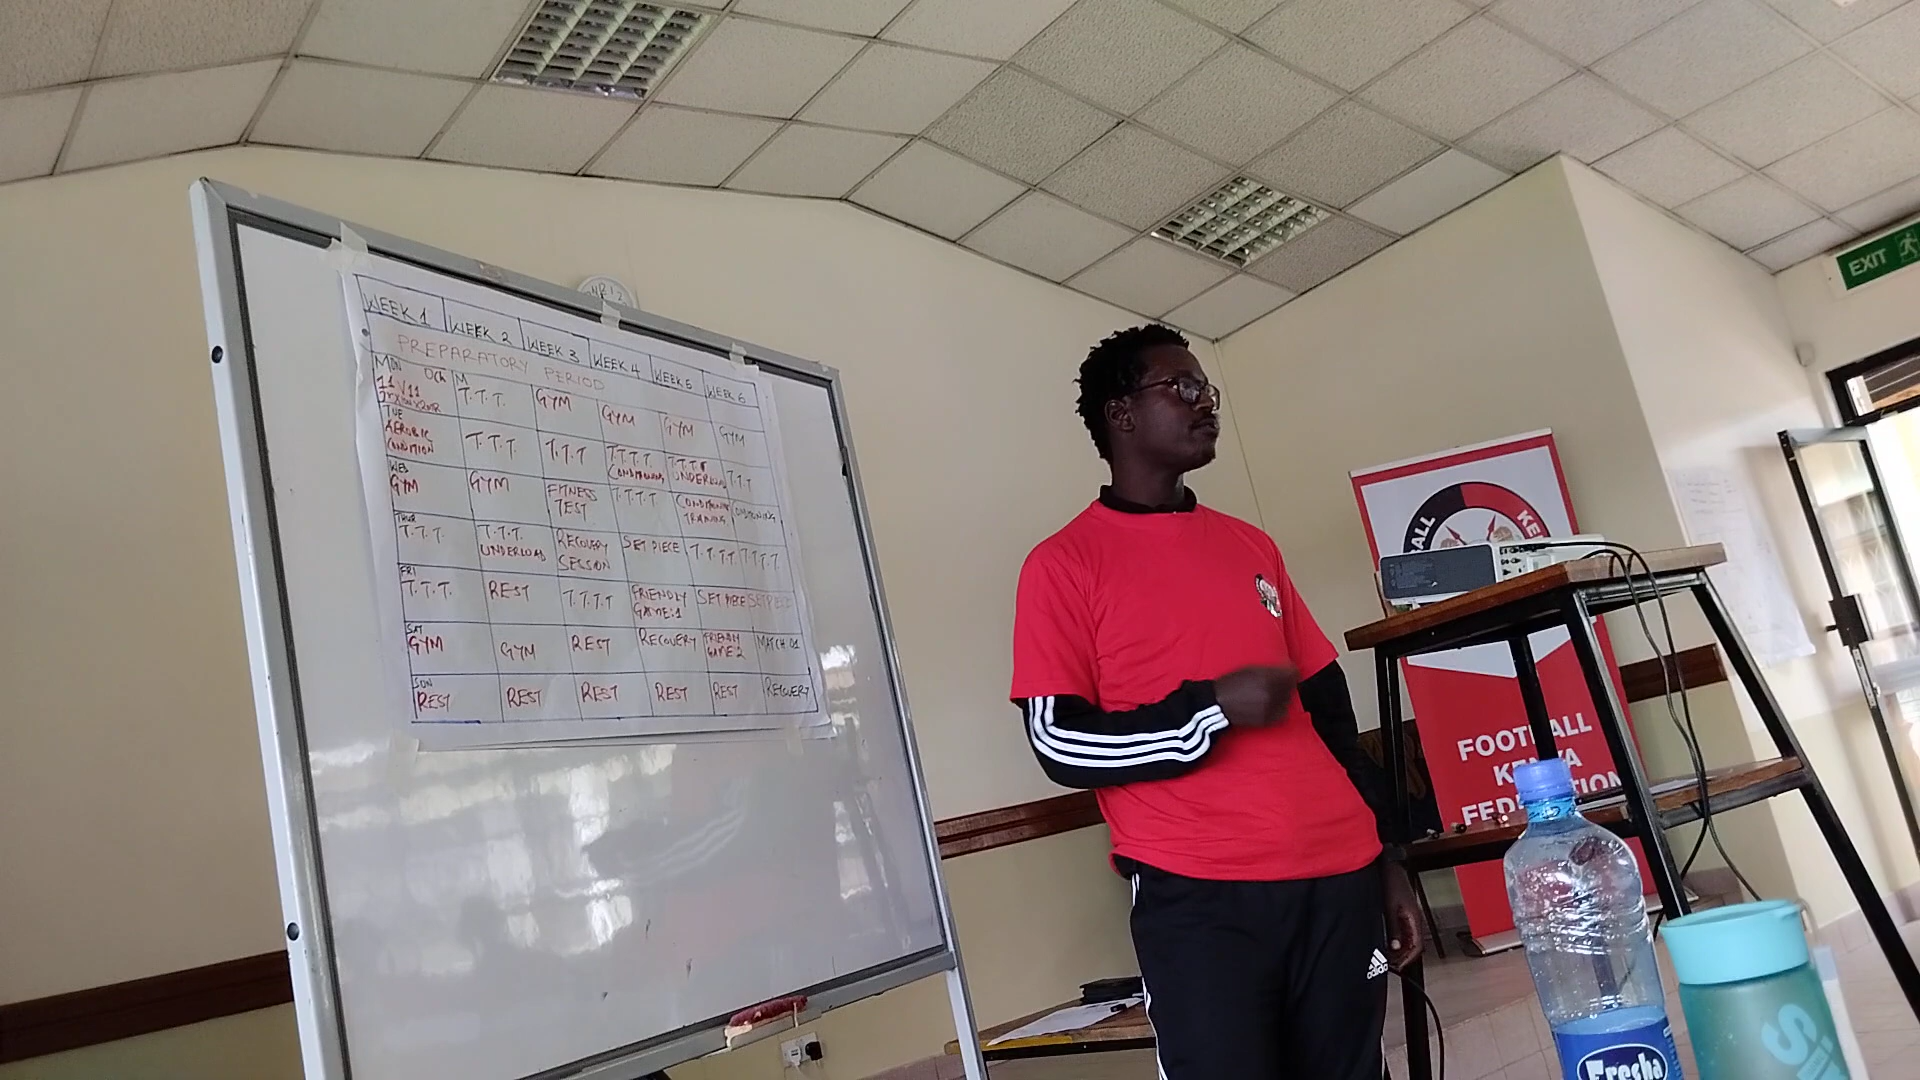 WEEK 1 WEEK 2 WEEK 3 WEEK 4 WEEK 5 WEEK 6
PREPARATORY PERIOD
MON
11 V 11
T.T.T. GYM GYM GYM GYM
TUE
AEROBIC
CONDITION
T.T.T T.T.T T.T.T.T.
CONDITIONING
T.T.T.T
UNDERLOAD
T.T.T
WED
GYM GYM FITNESS
TEST
T.T.T.T CONDITIONING
TRAINING
THUR
T.T.T. T.T.T.
UNDERLOAD
RECOVERY
SESSION
SET PIECE T.T.T.T. T.T.T.T.
FRI
T.T.T. REST T.T.T.T FRIENDLY
GAME:1
SET PIECE SET PIECE
SAT
GYM GYM REST RECOVERY FRIENDLY
GAME 2
MATCH 01
SUN
REST REST REST REST REST RECOVERY
EXIT
FOOTBALL
KENYA
FEDERATION
adidas
Fresha